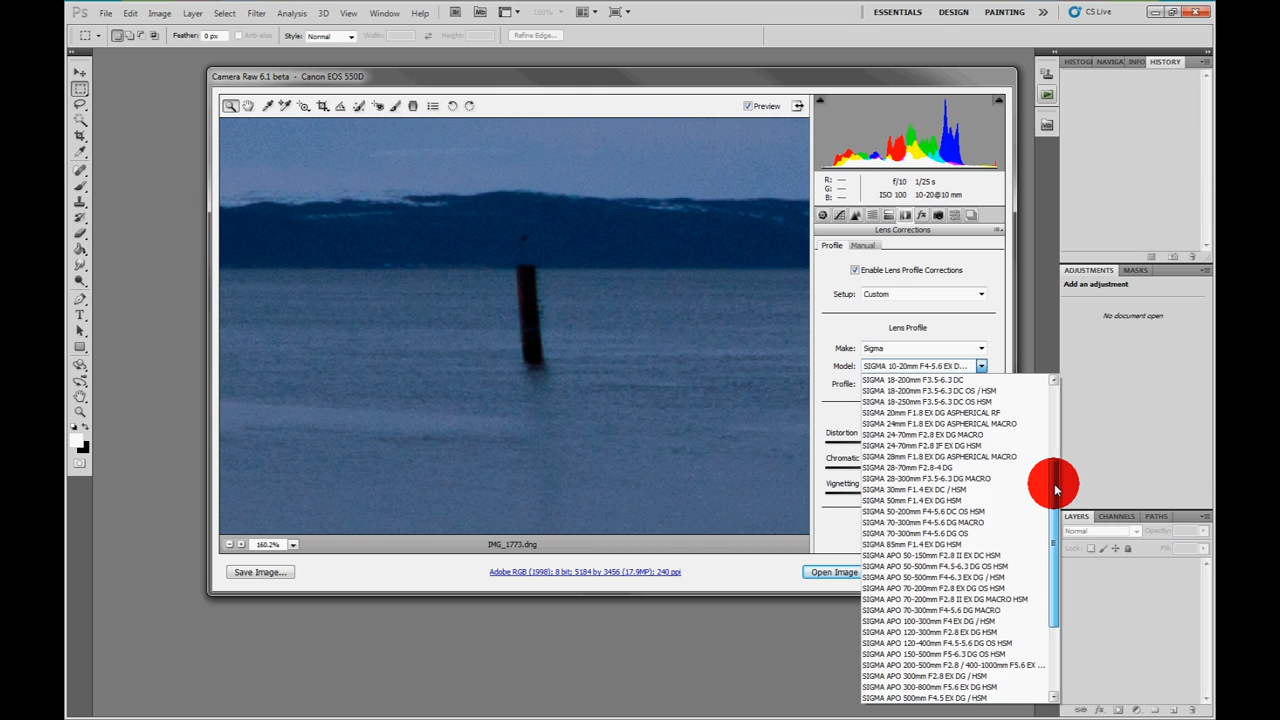 Ps File Edit Image Layer Select Filter Analysis 3D View Window Help Br Mb 100% ESSENTIALS DESIGN PAINTING CS Live
Feather: 0 px Anti-alias Style: Normal Width: Height: Refine Edge...
HISTOG NAVIGA INFO HISTORY
Camera Raw 6.1 beta - Canon EOS 550D
Preview
R: ---
G: ---
B: ---
f/10 1/25 s
ISO 100 10-20@10 mm
Lens Corrections
Profile Manual
Enable Lens Profile Corrections
Setup: Custom
Lens Profile
Make: Sigma
Model: SIGMA 10-20mm F4-5.6 EX D...
Profile:
Distortion
Chromatic
Vignetting
SIGMA 18-200mm F3.5-6.3 DC
SIGMA 18-200mm F3.5-6.3 DC OS / HSM
SIGMA 18-250mm F3.5-6.3 DC OS HSM
SIGMA 20mm F1.8 EX DG ASPHERICAL RF
SIGMA 24mm F1.8 EX DG ASPHERICAL MACRO
SIGMA 24-70mm F2.8 EX DG MACRO
SIGMA 24-70mm F2.8 IF EX DG HSM
SIGMA 28mm F1.8 EX DG ASPHERICAL MACRO
SIGMA 28-70mm F2.8-4 DG
SIGMA 28-300mm F3.5-6.3 DG MACRO
SIGMA 30mm F1.4 EX DC / HSM
SIGMA 50mm F1.4 EX DG HSM
SIGMA 50-200mm F4-5.6 DC OS HSM
SIGMA 70-300mm F4-5.6 DG MACRO
SIGMA 70-300mm F4-5.6 DG OS
SIGMA 85mm F1.4 EX DG HSM
SIGMA APO 50-150mm F2.8 II EX DC HSM
SIGMA APO 50-500mm F4.5-6.3 DG OS HSM
SIGMA APO 50-500mm F4-6.3 EX DG / HSM
SIGMA APO 70-200mm F2.8 EX DG OS HSM
SIGMA APO 70-200mm F2.8 II EX DG MACRO HSM
SIGMA APO 70-300mm F4-5.6 DG MACRO
SIGMA APO 100-300mm F4 EX DG / HSM
SIGMA APO 120-300mm F2.8 EX DG HSM
SIGMA APO 120-400mm F4.5-5.6 DG OS HSM
SIGMA APO 150-500mm F5-6.3 DG OS HSM
SIGMA APO 200-500mm F2.8 / 400-1000mm F5.6 EX ...
SIGMA APO 300mm F2.8 EX DG / HSM
SIGMA APO 300-800mm F5.6 EX DG HSM
SIGMA APO 500mm F4.5 EX DG / HSM
160.2% IMG_1773.dng
Save Image... Adobe RGB (1998); 8 bit; 5184 by 3456 (17.9MP); 240 ppi Open Image
ADJUSTMENTS MASKS
Add an adjustment
No document open
LAYERS CHANNELS PATHS
Normal Opacity:
Lock: Fill: